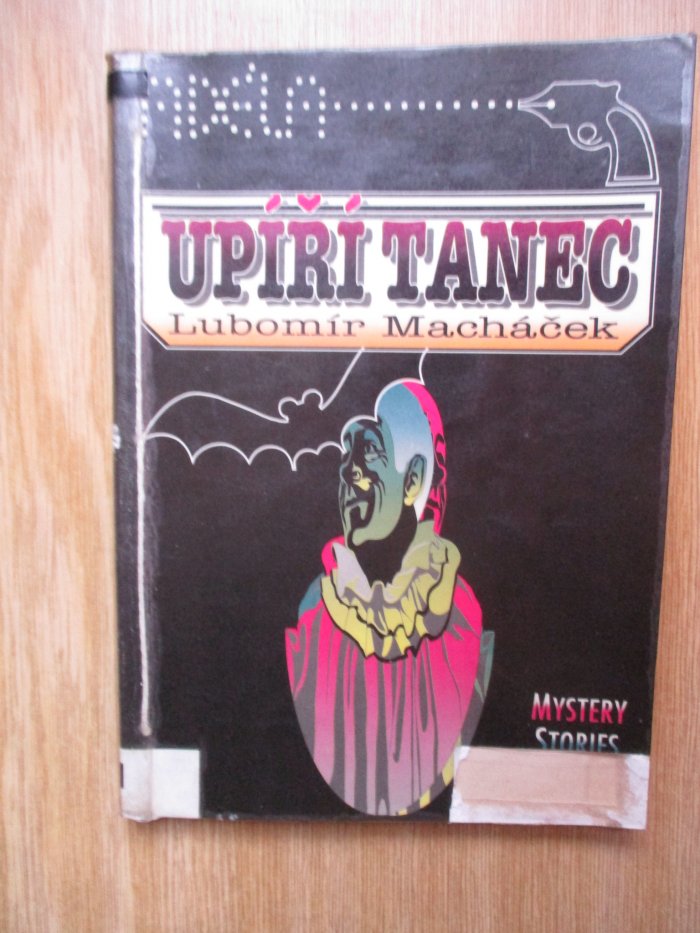 UPÍŘÍ TANEC
Lubomír Macháček
MYSTERY
STORIES